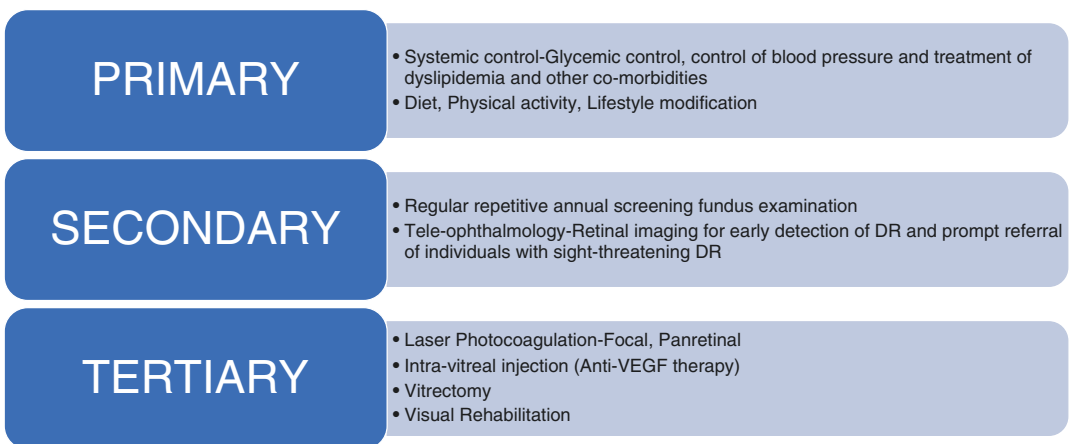 PRIMARY
• Systemic control-Glycemic control, control of blood pressure and treatment of
dyslipidemia and other co-morbidities
• Diet, Physical activity, Lifestyle modification
SECONDARY
• Regular repetitive annual screening fundus examination
• Tele-ophthalmology-Retinal imaging for early detection of DR and prompt referral
of individuals with sight-threatening DR
TERTIARY
• Laser Photocoagulation-Focal, Panretinal
• Intra-vitreal injection (Anti-VEGF therapy)
• Vitrectomy
• Visual Rehabilitation